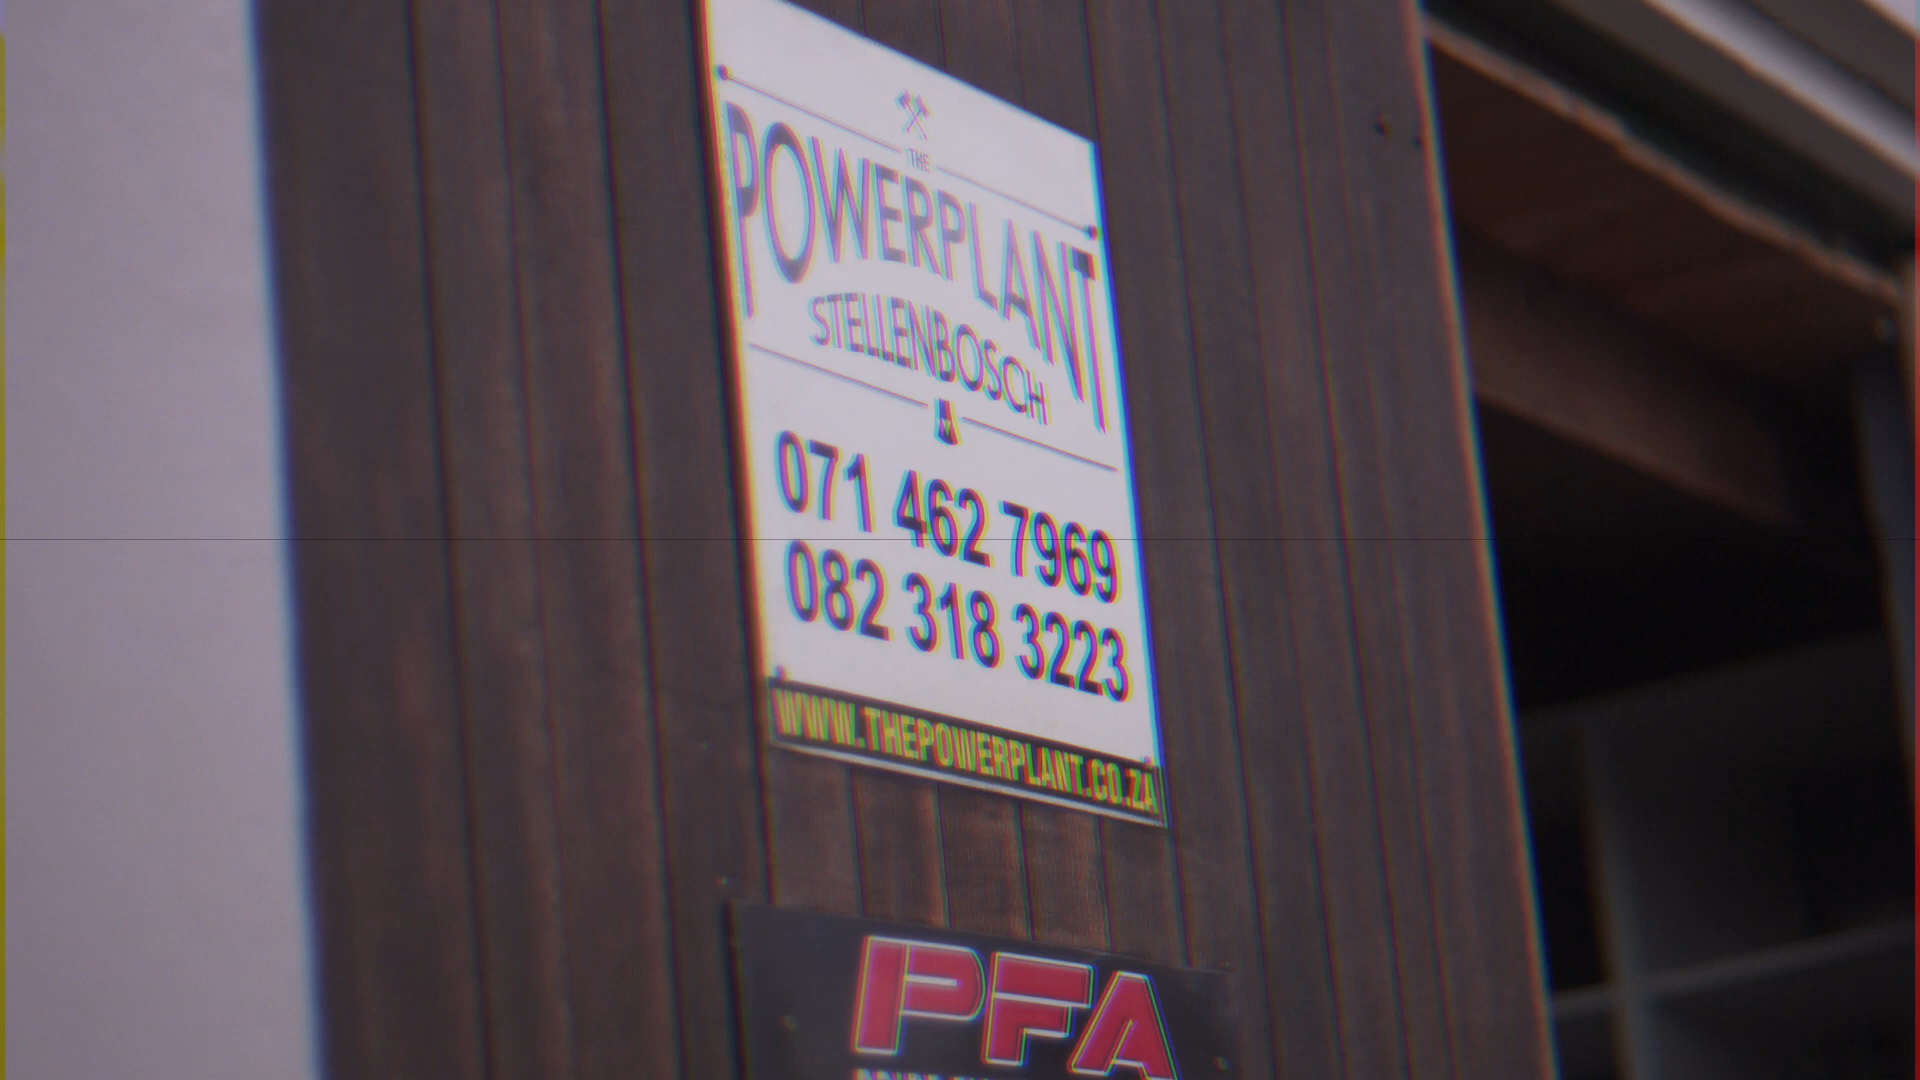 THE
POWERPLANT
STELLENBOSCH
071 462 7969
082 318 3223
WWW.THEPOWERPLANT.CO.ZA
PFA